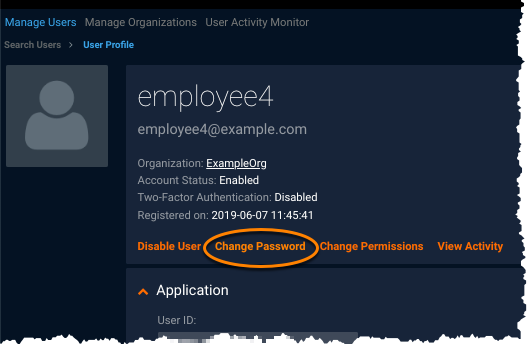 Manage Users Manage Organizations User Activity Monitor
Search Users > User Profile
employee4
employee4@example.com
Organization: ExampleOrg
Account Status: Enabled
Two-Factor Authentication: Disabled
Registered on: 2019-06-07 11:45:41
Disable User Change Password Change Permissions View Activity
Application
User ID: